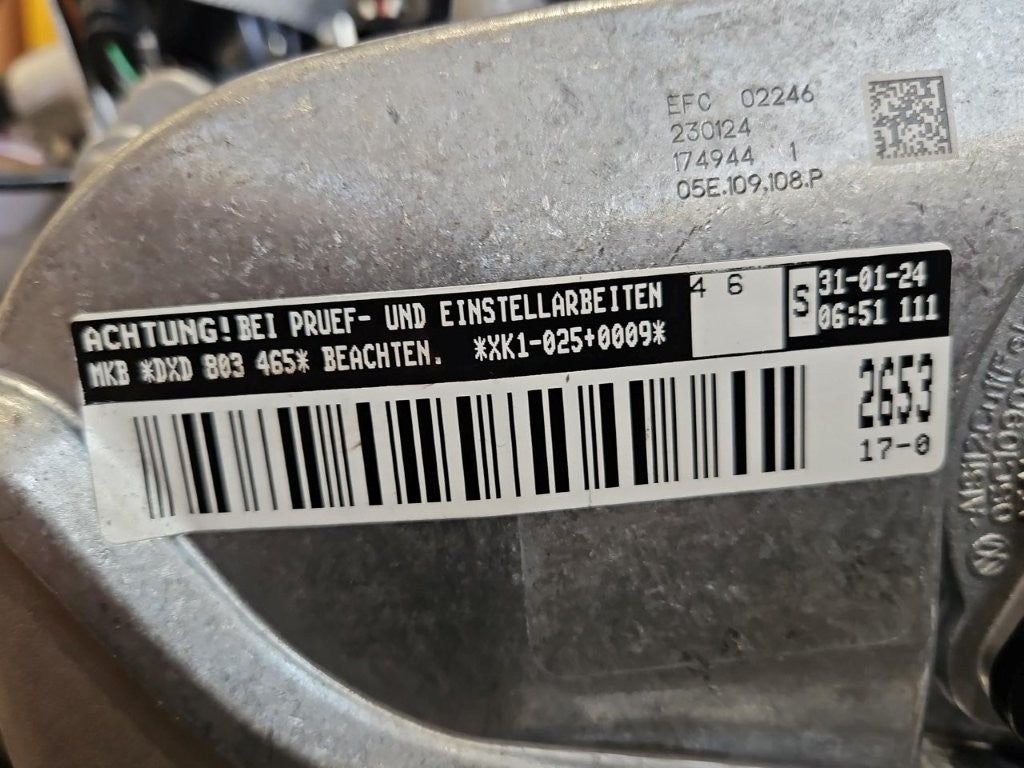 EFC 02246
230124
174944 1
05E.109.108.P
ACHTUNG! BEI PRUEF- UND EINSTELLARBEITEN
MKB *DXD 803 465* BEACHTEN. *XK1-025+0009*
4 6
S
31-01-24
06:51 111
2653
17-0